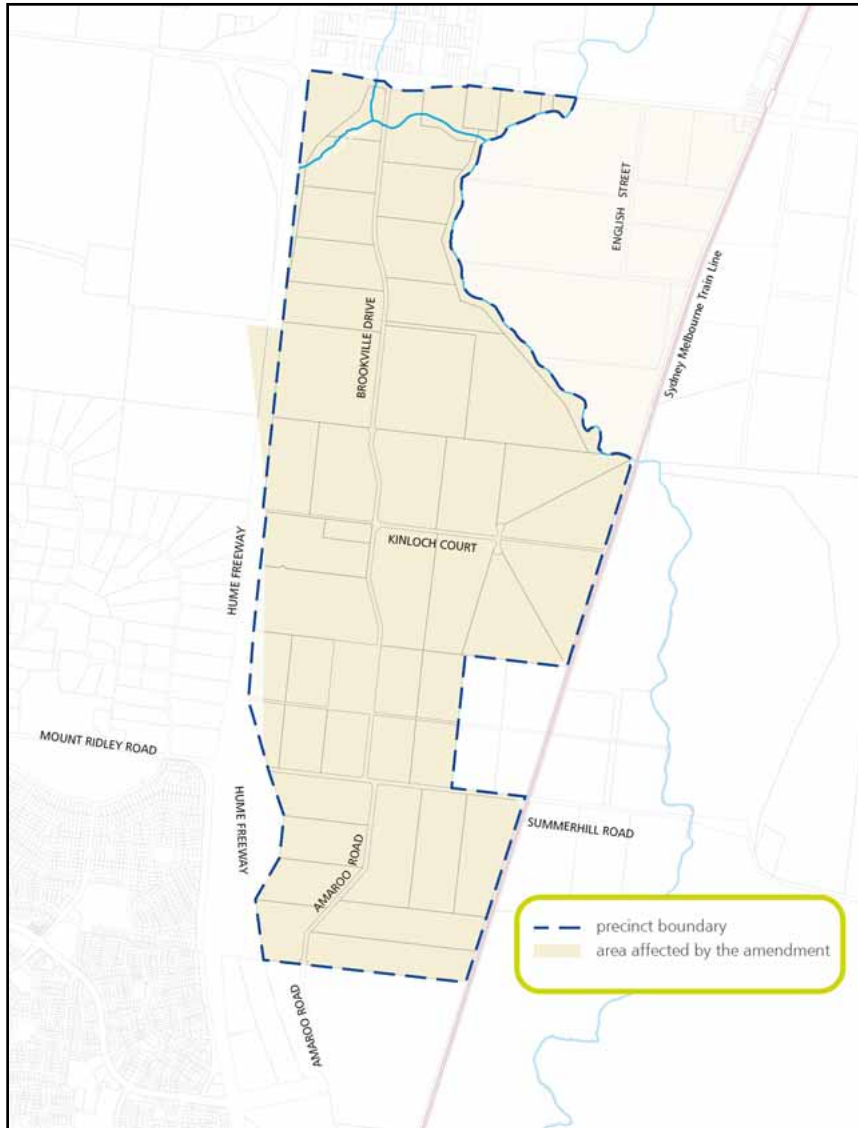 ENGLISH STREET
Sydney Melbourne Train Line
BROOKVILLE DRIVE
KINLOCH COURT
HUME FREEWAY
MOUNT RIDLEY ROAD
HUME FREEWAY
SUMMERHILL ROAD
AMAROO ROAD
precinct boundary
area affected by the amendment
AMAROO ROAD